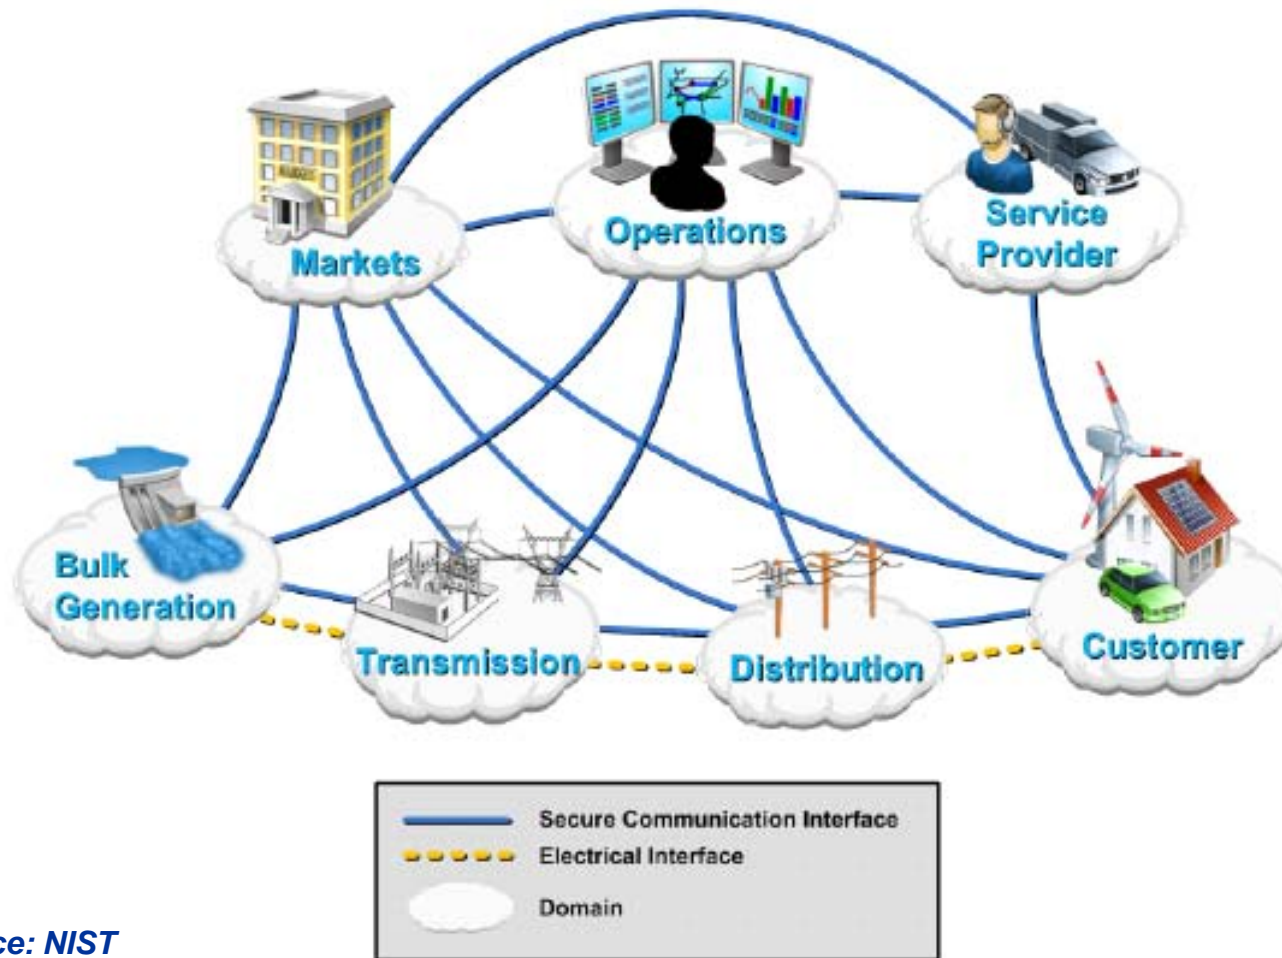 Operations
Service
Provider
Markets
Bulk
Generation
Transmission
Distribution
Customer
Secure Communication Interface
Electrical Interface
Domain
ce: NIST